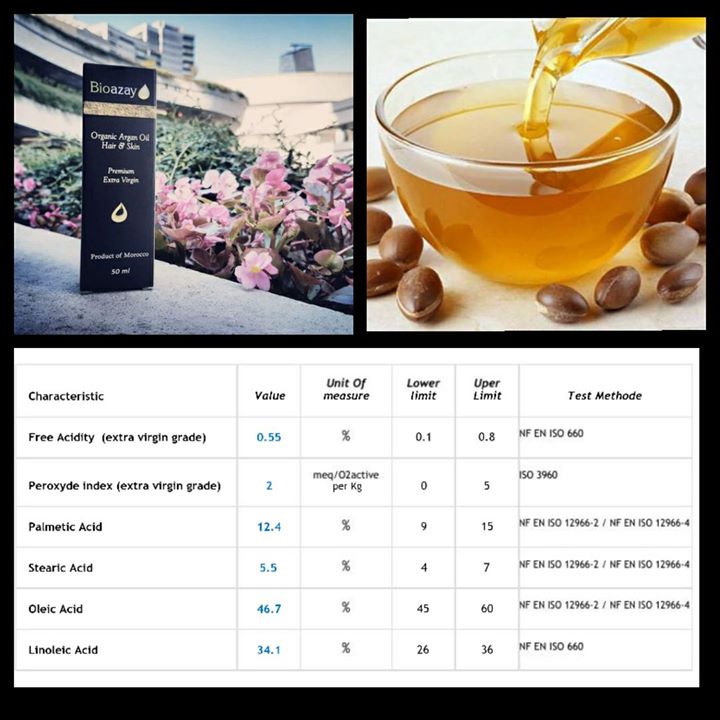 Bioazay
Organic Argan Oil
Hair & Skin
Premium
Extra Virgin
Product of Morocco
50 ml
Characteristic Value Unit Of measure Lower limit Uper Limit Test Methode
Free Acidity (extra virgin grade) 0.55 % 0.1 0.8 NF EN ISO 660
Peroxyde index (extra virgin grade) 2 meq/O2active per Kg 0 5 ISO 3960
Palmetic Acid 12.4 % 9 15 NF EN ISO 12966-2 / NF EN ISO 12966-4
Stearic Acid 5.5 % 4 7 NF EN ISO 12966-2 / NF EN ISO 12966-4
Oleic Acid 46.7 % 45 60 NF EN ISO 12966-2 / NF EN ISO 12966-4
Linoleic Acid 34.1 % 26 36 NF EN ISO 660